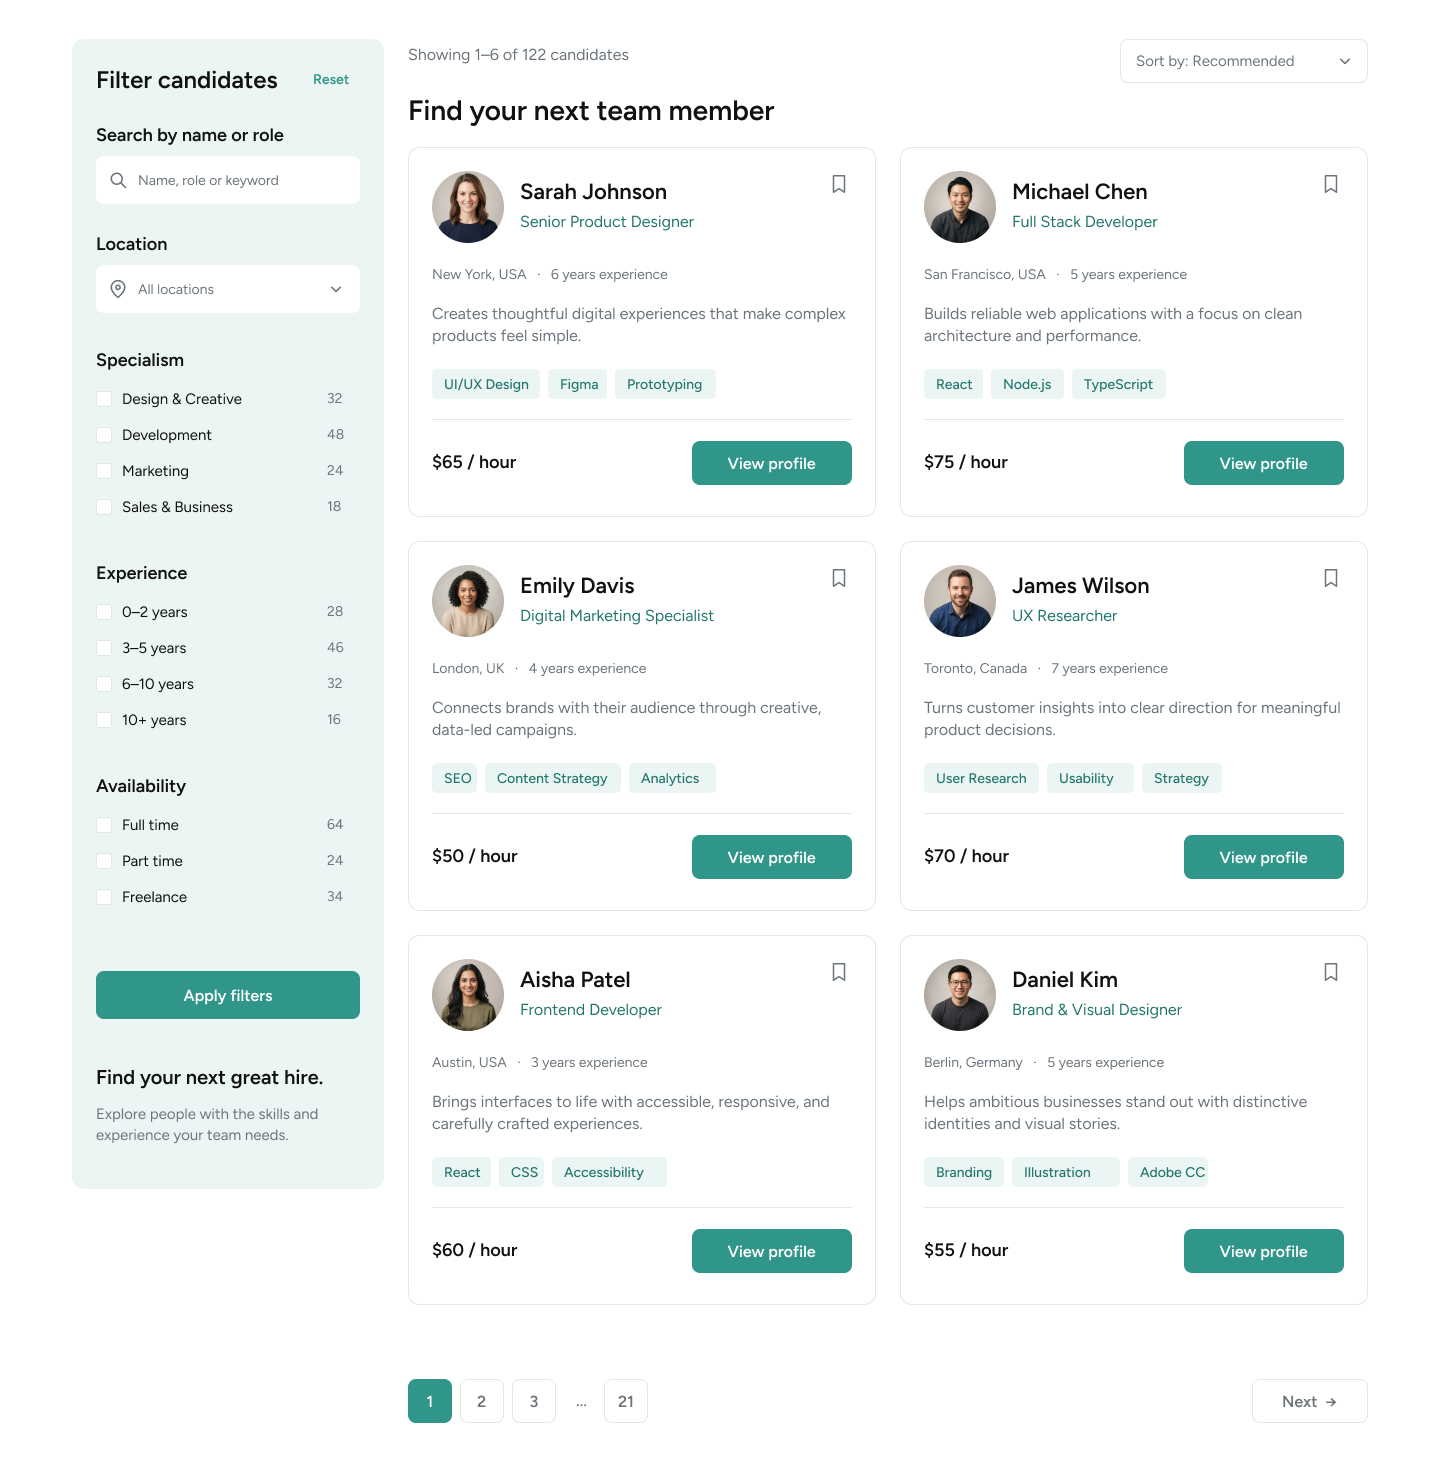 Filter candidates
Reset
Search by name or role
Name, role or keyword
Location
All locations
Specialism
Design & Creative 32
Development 48
Marketing 24
Sales & Business 18
Experience
0–2 years 28
3–5 years 46
6–10 years 32
10+ years 16
Availability
Full time 64
Part time 24
Freelance 34
Apply filters
Find your next great hire.
Explore people with the skills and
experience your team needs.
Showing 1–6 of 122 candidates
Sort by: Recommended
Find your next team member
Sarah Johnson
Senior Product Designer
New York, USA · 6 years experience
Creates thoughtful digital experiences that make complex
products feel simple.
UI/UX Design Figma Prototyping
$65 / hour
View profile
Michael Chen
Full Stack Developer
San Francisco, USA · 5 years experience
Builds reliable web applications with a focus on clean
architecture and performance.
React Node.js TypeScript
$75 / hour
View profile
Emily Davis
Digital Marketing Specialist
London, UK · 4 years experience
Connects brands with their audience through creative,
data-led campaigns.
SEO Content Strategy Analytics
$50 / hour
View profile
James Wilson
UX Researcher
Toronto, Canada · 7 years experience
Turns customer insights into clear direction for meaningful
product decisions.
User Research Usability Strategy
$70 / hour
View profile
Aisha Patel
Frontend Developer
Austin, USA · 3 years experience
Brings interfaces to life with accessible, responsive, and
carefully crafted experiences.
React CSS Accessibility
$60 / hour
View profile
Daniel Kim
Brand & Visual Designer
Berlin, Germany · 5 years experience
Helps ambitious businesses stand out with distinctive
identities and visual stories.
Branding Illustration Adobe CC
$55 / hour
View profile
1 2 3 ... 21
Next →